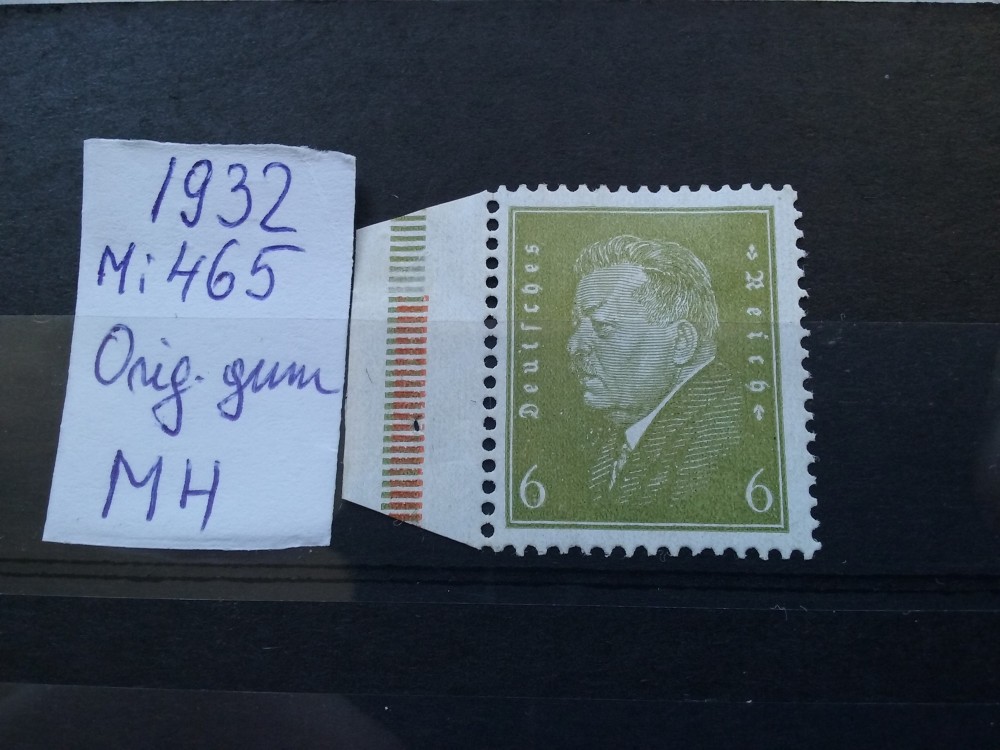 1932
Mi 465
Orig. gum
MH
Deutsches
Reich
6
6